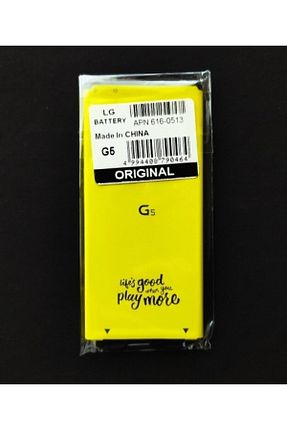 LG
BATTERY APN 616-0513
Made In CHINA
G5
4 994408 790464
ORIGINAL
G5
life's good
when you
play more